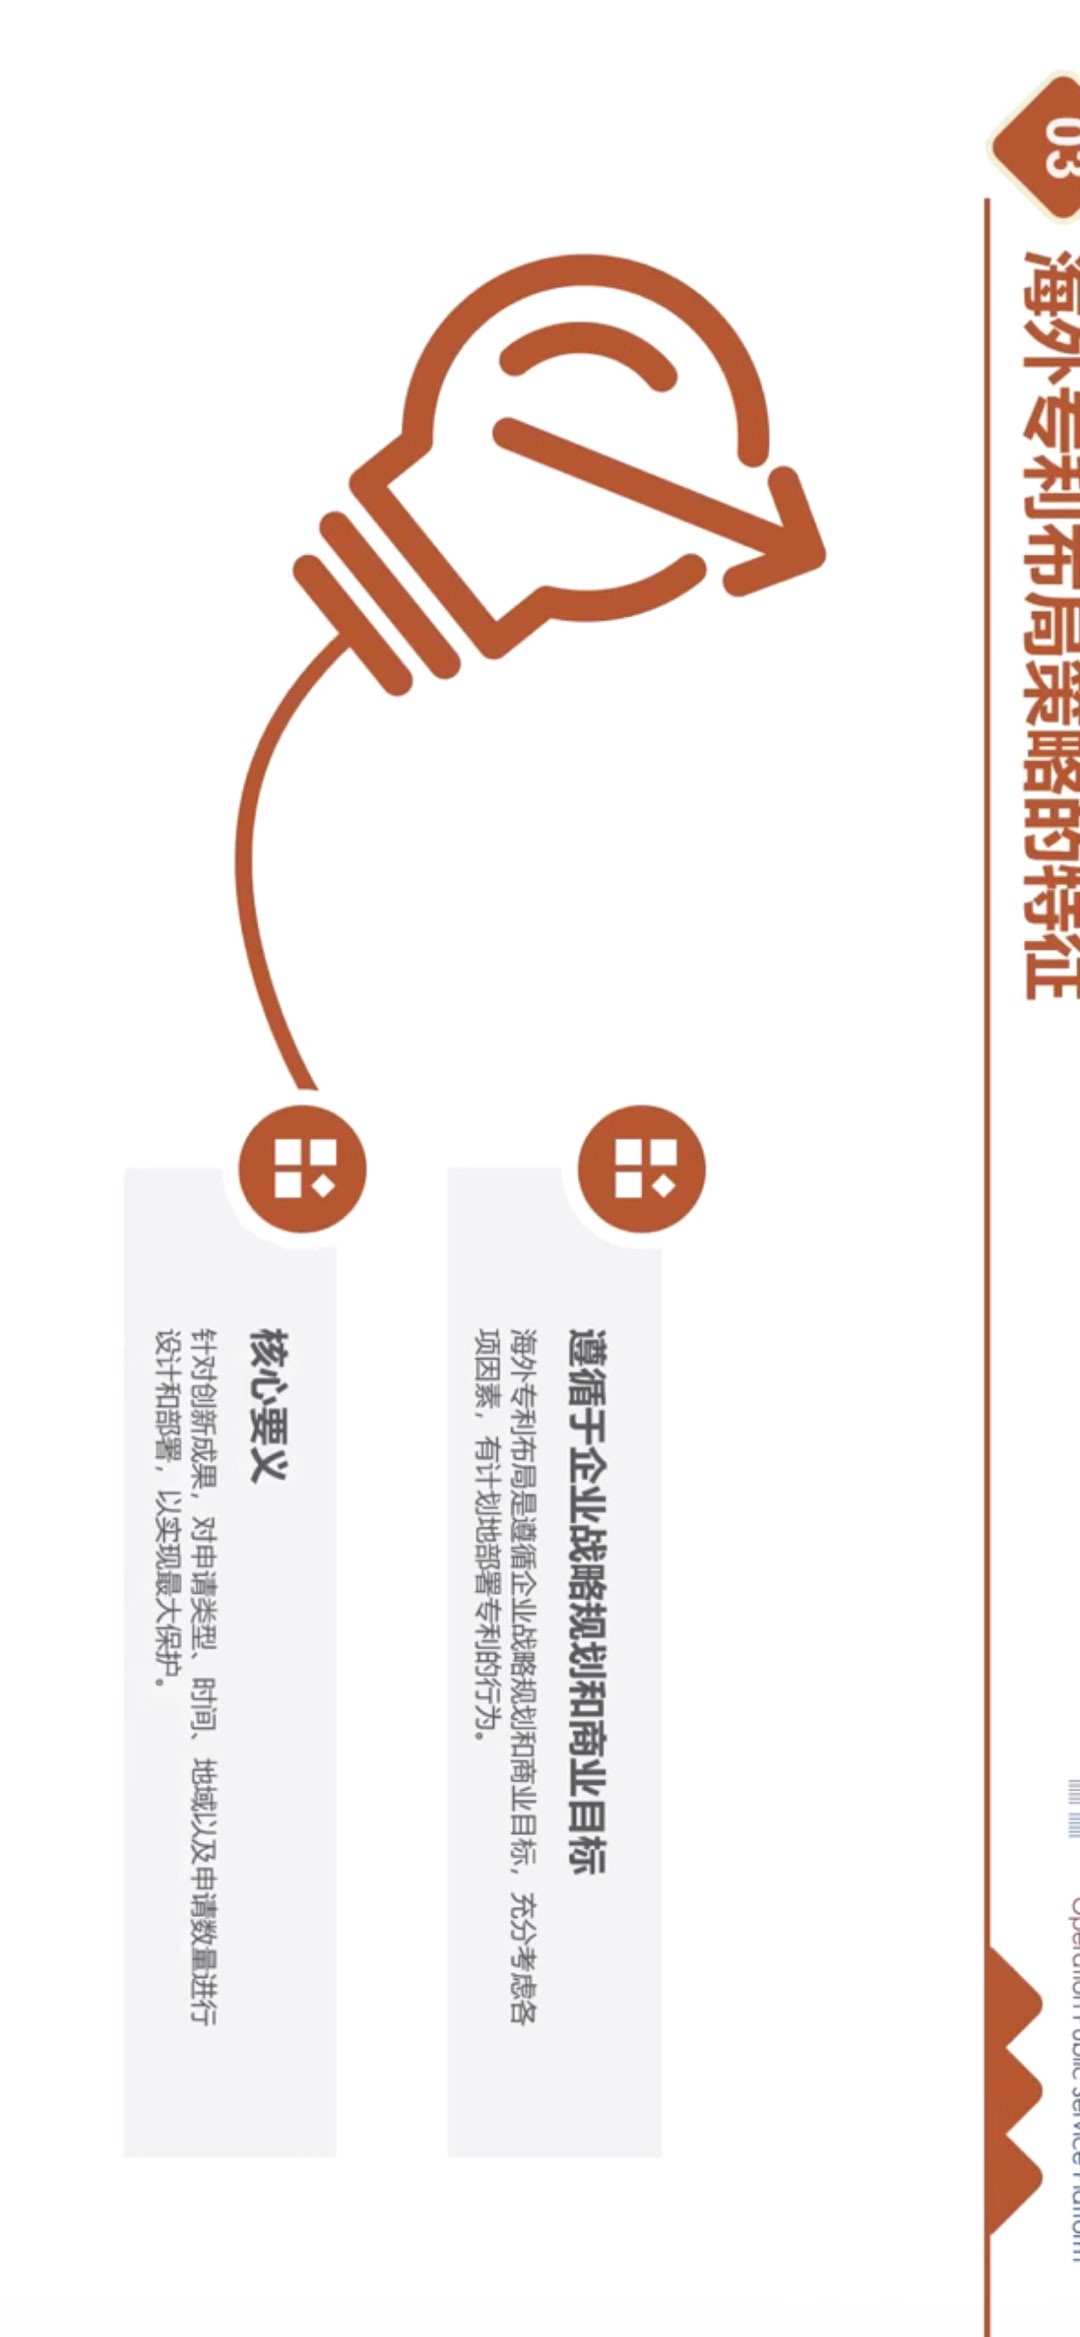 03
海外专利布局策略的特征
Operation Public Service Platform
遵循于企业战略规划和商业目标
海外专利布局是遵循企业战略规划和商业目标，充分考虑各
项因素，有计划地部署专利的行为。
核心要义
针对创新成果，对申请类型、时间、地域以及申请数量进行
设计和部署，以实现最大保护。